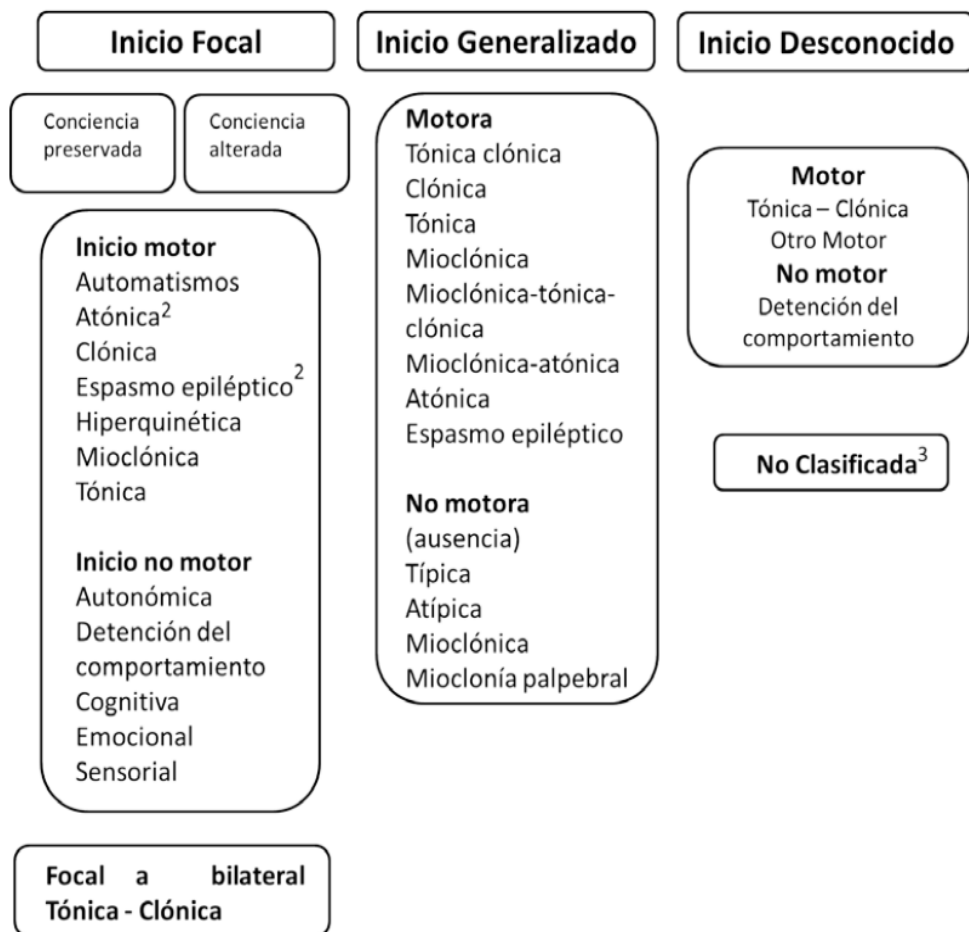 Inicio Focal
Conciencia
preservada
Conciencia
alterada
Inicio motor
Automatismos
Atónica²
Clónica
Espasmo epiléptico²
Hiperquinética
Mioclónica
Tónica
Inicio no motor
Autonómica
Detención del
comportamiento
Cognitiva
Emocional
Sensorial
Focal a bilateral
Tónica - Clónica
Inicio Generalizado
Motora
Tónica clónica
Clónica
Tónica
Mioclónica
Mioclónica-tónica-
clónica
Mioclónica-atónica
Atónica
Espasmo epiléptico
No motora
(ausencia)
Típica
Atípica
Mioclónica
Mioclonía palpebral
Inicio Desconocido
Motor
Tónica – Clónica
Otro Motor
No motor
Detención del
comportamiento
No Clasificada³